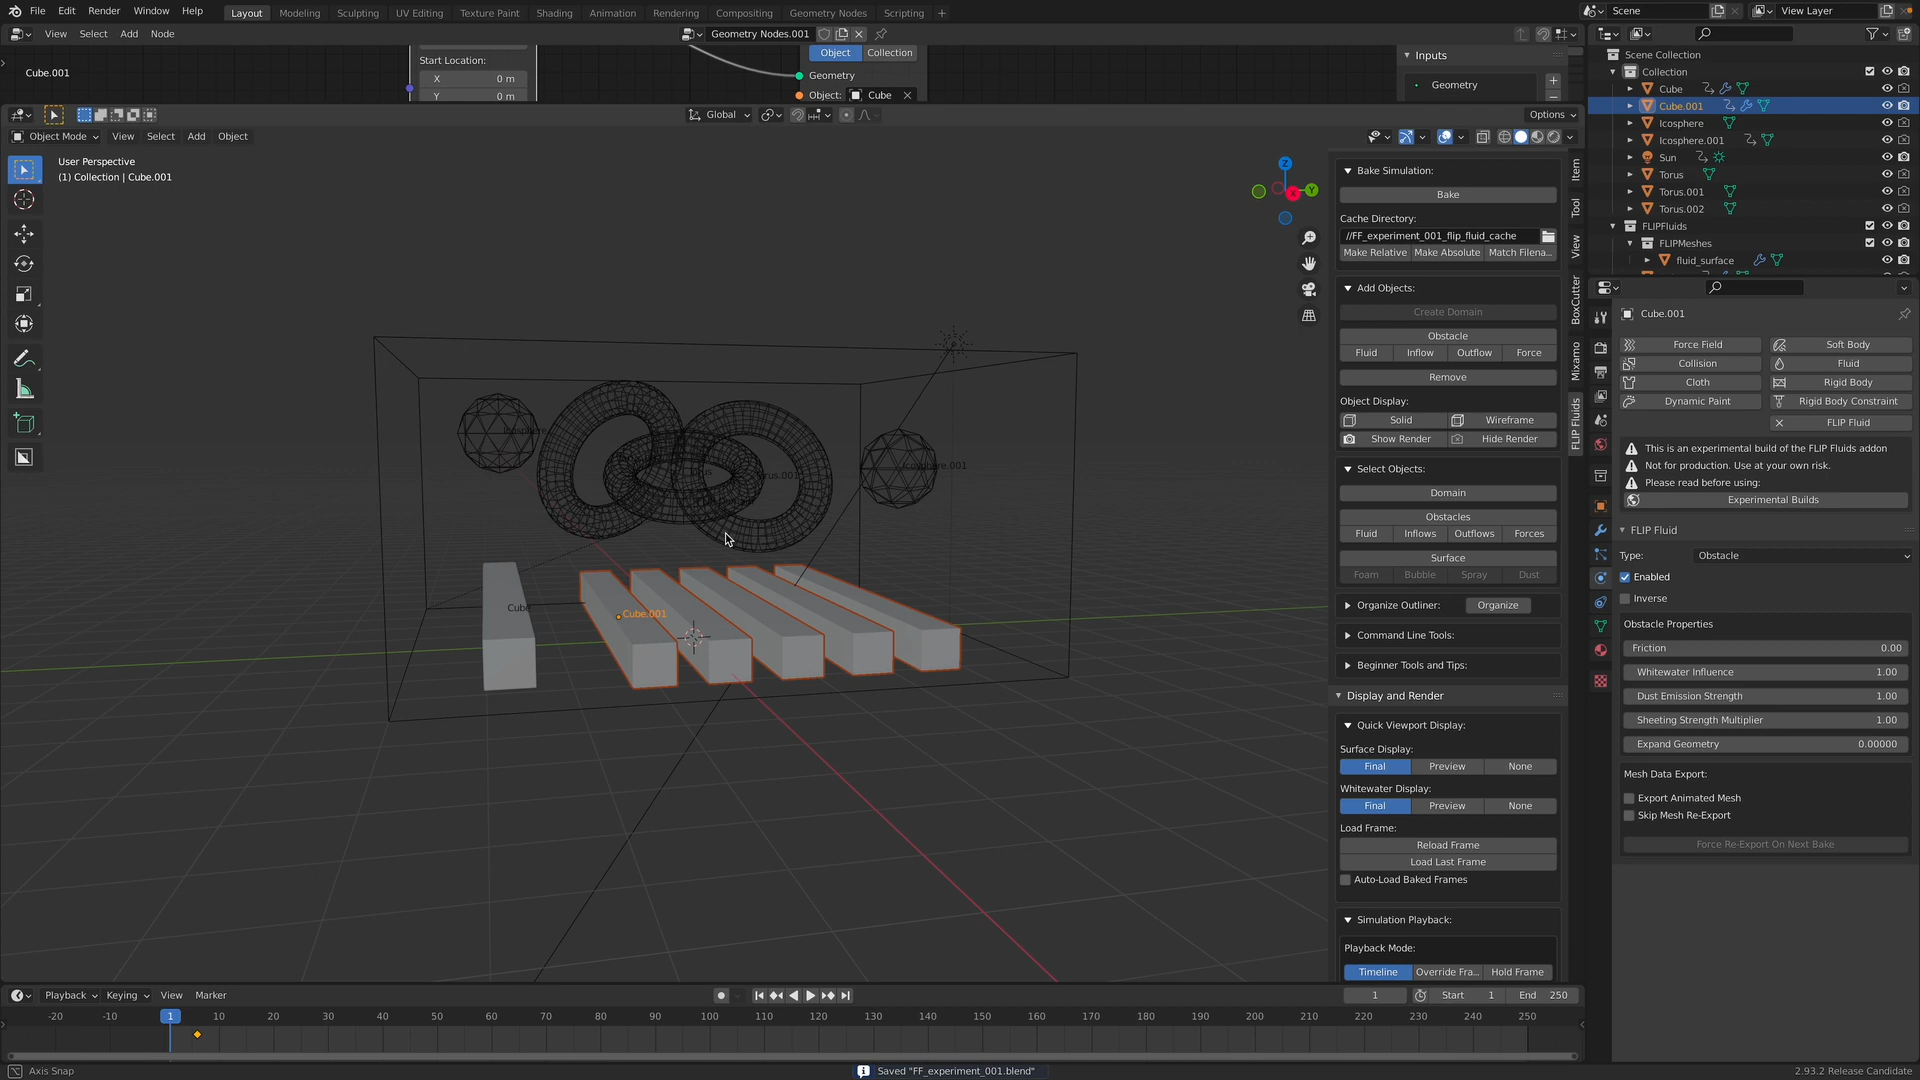 File Edit Render Window Help
Layout Modeling Sculpting UV Editing Texture Paint Shading Animation Rendering Compositing Geometry Nodes Scripting +
Scene View Layer
View Select Add Node
Geometry Nodes.001
Cube.001
Start Location:
X 0 m
Y 0 m
Object Collection
Geometry
Object: Cube
Inputs
Geometry
Global
Options
Object Mode View Select Add Object
User Perspective
(1) Collection | Cube.001
Z
Y
X
Icosphere
Torus.001
Icosphere.001
Cube
Cube.001
Bake Simulation:
Bake
Cache Directory:
//FF_experiment_001_flip_fluid_cache
Make Relative Make Absolute Match Filena...
Add Objects:
Create Domain
Obstacle
Fluid Inflow Outflow Force
Remove
Object Display:
Solid Wireframe
Show Render Hide Render
Select Objects:
Domain
Obstacles
Fluid Inflows Outflows Forces
Surface
Foam Bubble Spray Dust
Organize Outliner: Organize
Command Line Tools:
Beginner Tools and Tips:
Display and Render
Quick Viewport Display:
Surface Display:
Final Preview None
Whitewater Display:
Final Preview None
Load Frame:
Reload Frame
Load Last Frame
Auto-Load Baked Frames
Simulation Playback:
Playback Mode:
Timeline Override Fra... Hold Frame
Item
Tool
View
BoxCutter
Mixamo
FLIP Fluids
Scene Collection
Collection
Cube
Cube.001
Icosphere
Icosphere.001
Sun
Torus
Torus.001
Torus.002
FLIPFluids
FLIPMeshes
fluid_surface
Cube.001
Force Field Soft Body
Collision Fluid
Cloth Rigid Body
Dynamic Paint Rigid Body Constraint
FLIP Fluid
This is an experimental build of the FLIP Fluids addon
Not for production. Use at your own risk.
Please read before using:
Experimental Builds
FLIP Fluid
Type: Obstacle
Enabled
Inverse
Obstacle Properties
Friction 0.00
Whitewater Influence 1.00
Dust Emission Strength 1.00
Sheeting Strength Multiplier 1.00
Expand Geometry 0.00000
Mesh Data Export:
Export Animated Mesh
Skip Mesh Re-Export
Force Re-Export On Next Bake
Playback Keying View Marker
1 Start 1 End 250
-20 -10 1 10 20 30 40 50 60 70 80 90 100 110 120 130 140 150 160 170 180 190 200 210 220 230 240 250
Axis Snap
Saved "FF_experiment_001.blend"
2.93.2 Release Candidate